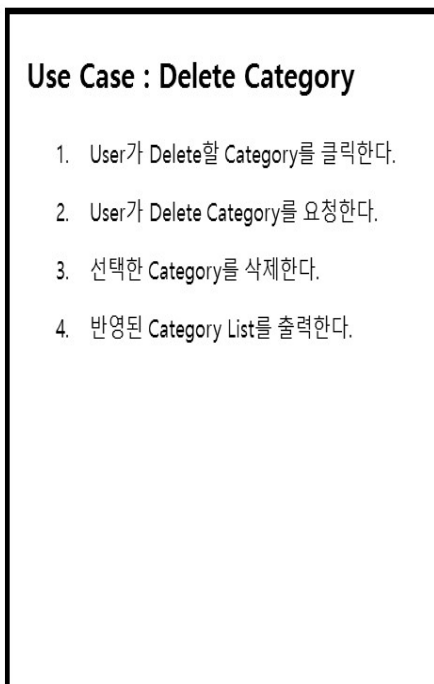 Use Case : Delete Category
1. User가 Delete할 Category를 클릭한다.
2. User가 Delete Category를 요청한다.
3. 선택한 Category를 삭제한다.
4. 반영된 Category List를 출력한다.